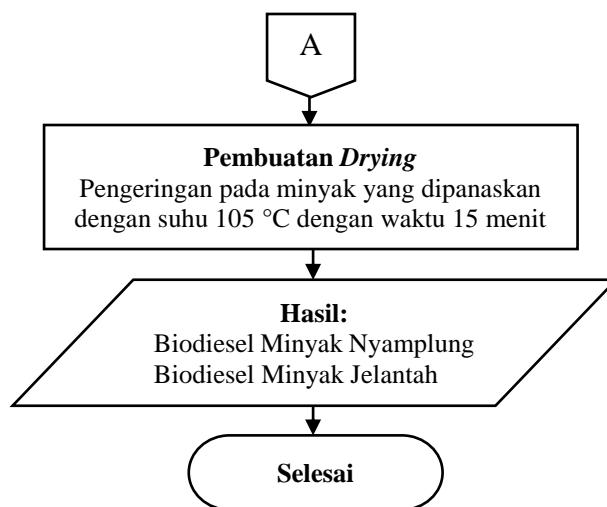 A
Pembuatan Drying
Pengeringan pada minyak yang dipanaskan
dengan suhu 105 °C dengan waktu 15 menit
Hasil:
Biodiesel Minyak Nyamplung
Biodiesel Minyak Jelantah
Selesai